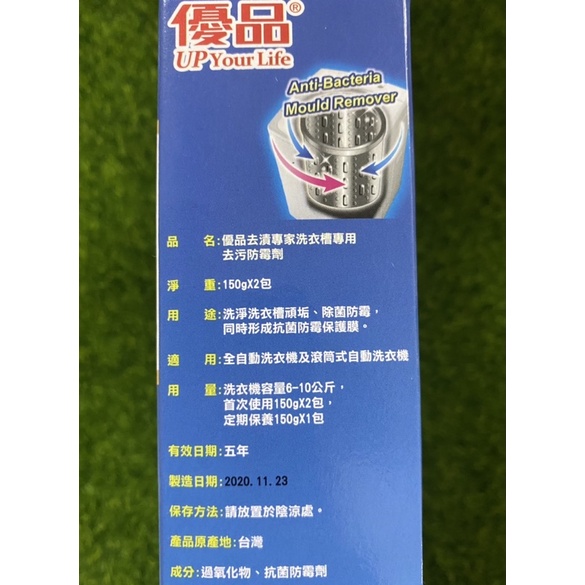 優品®
UP Your Life
Anti-Bacteria
Mould Remover
品 名:優品去漬專家洗衣槽專用
去污防霉劑
淨 重:150gX2包
用 途:洗淨洗衣槽頑垢、除菌防霉，
同時形成抗菌防霉保護膜。
適 用:全自動洗衣機及滾筒式自動洗衣機
用 量:洗衣機容量6-10公斤，
首次使用150gX2包，
定期保養150gX1包
有效日期:五年
製造日期:2020.11.23
保存方法:請放置於陰涼處。
產品原產地:台灣
成分:過氧化物、抗菌防霉劑